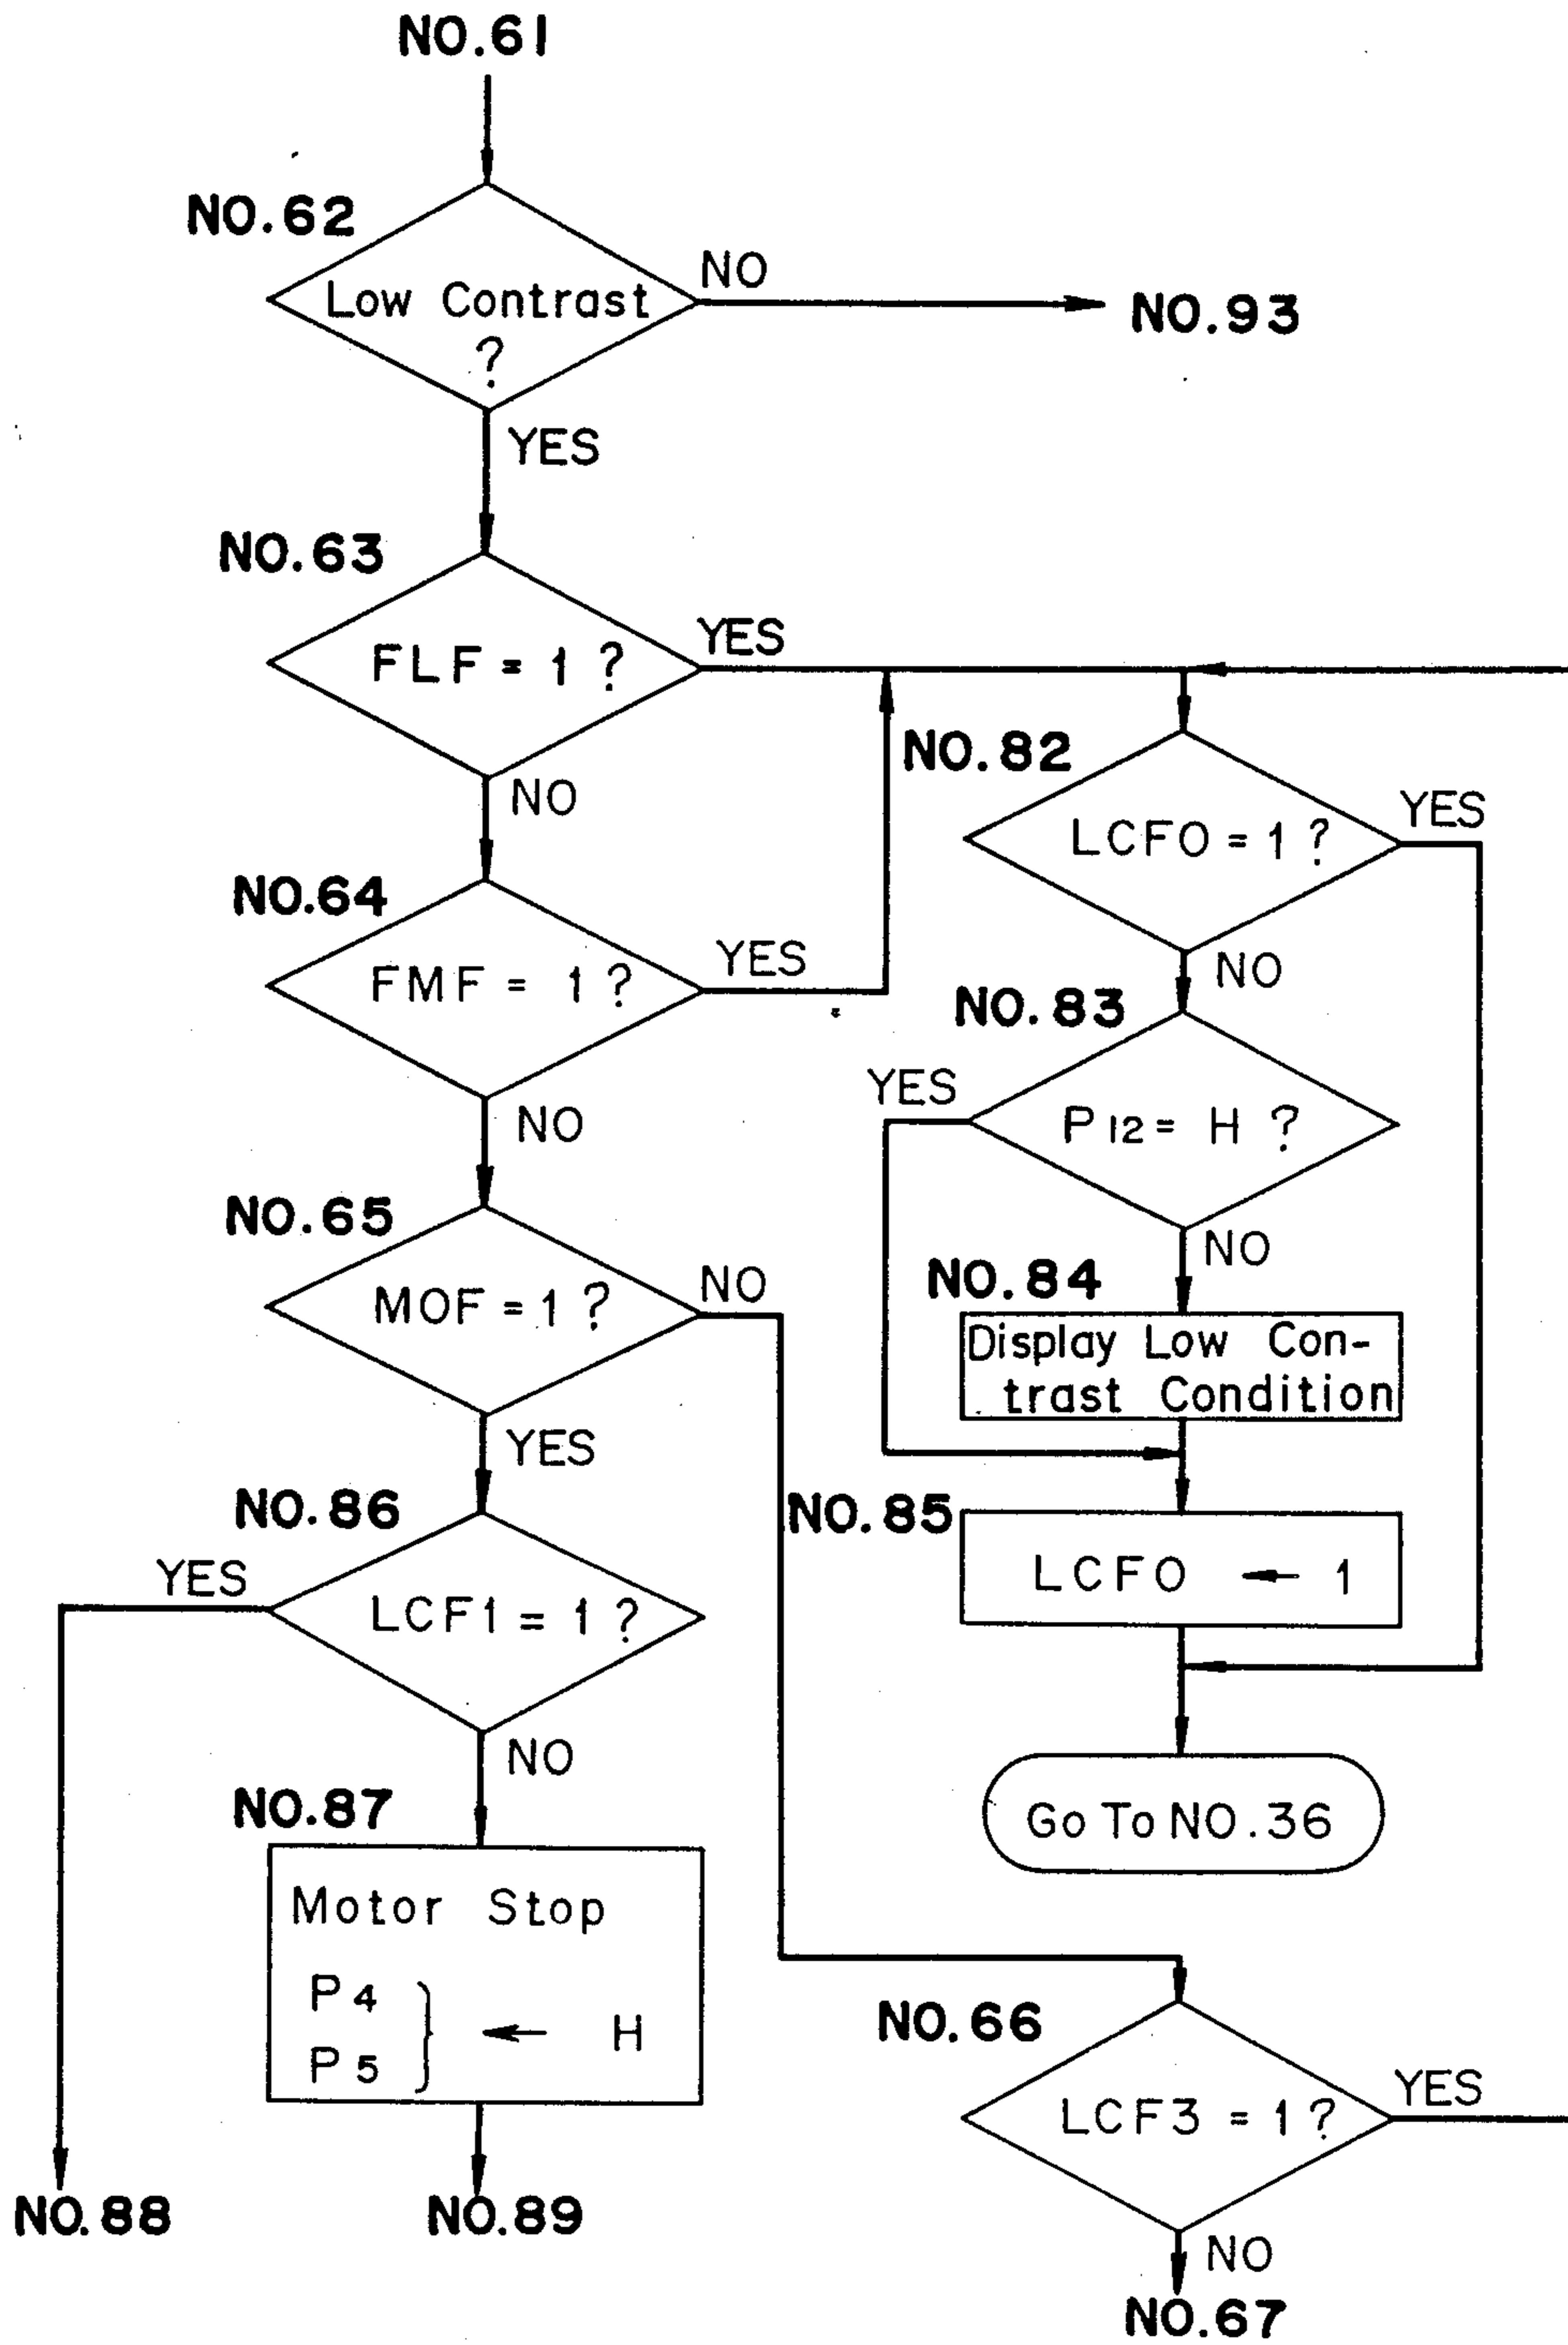 NO.61
NO.62
Low Contrast
?
NO
NO.93
YES
NO.63
FLF = 1 ?
YES
NO
NO.64
FMF = 1 ?
YES
NO
NO.65
MOF = 1 ?
NO
YES
NO.86
LCF1 = 1 ?
YES
NO
NO.87
Motor Stop
P4
P5
} ← H
NO.88
NO.89
NO.82
LCF0 = 1 ?
YES
NO
NO.83
P12 = H ?
YES
NO
NO.84
Display Low Con-
trast Condition
NO.85
LCF0 ← 1
Go To NO.36
NO.66
LCF3 = 1 ?
YES
NO
NO.67